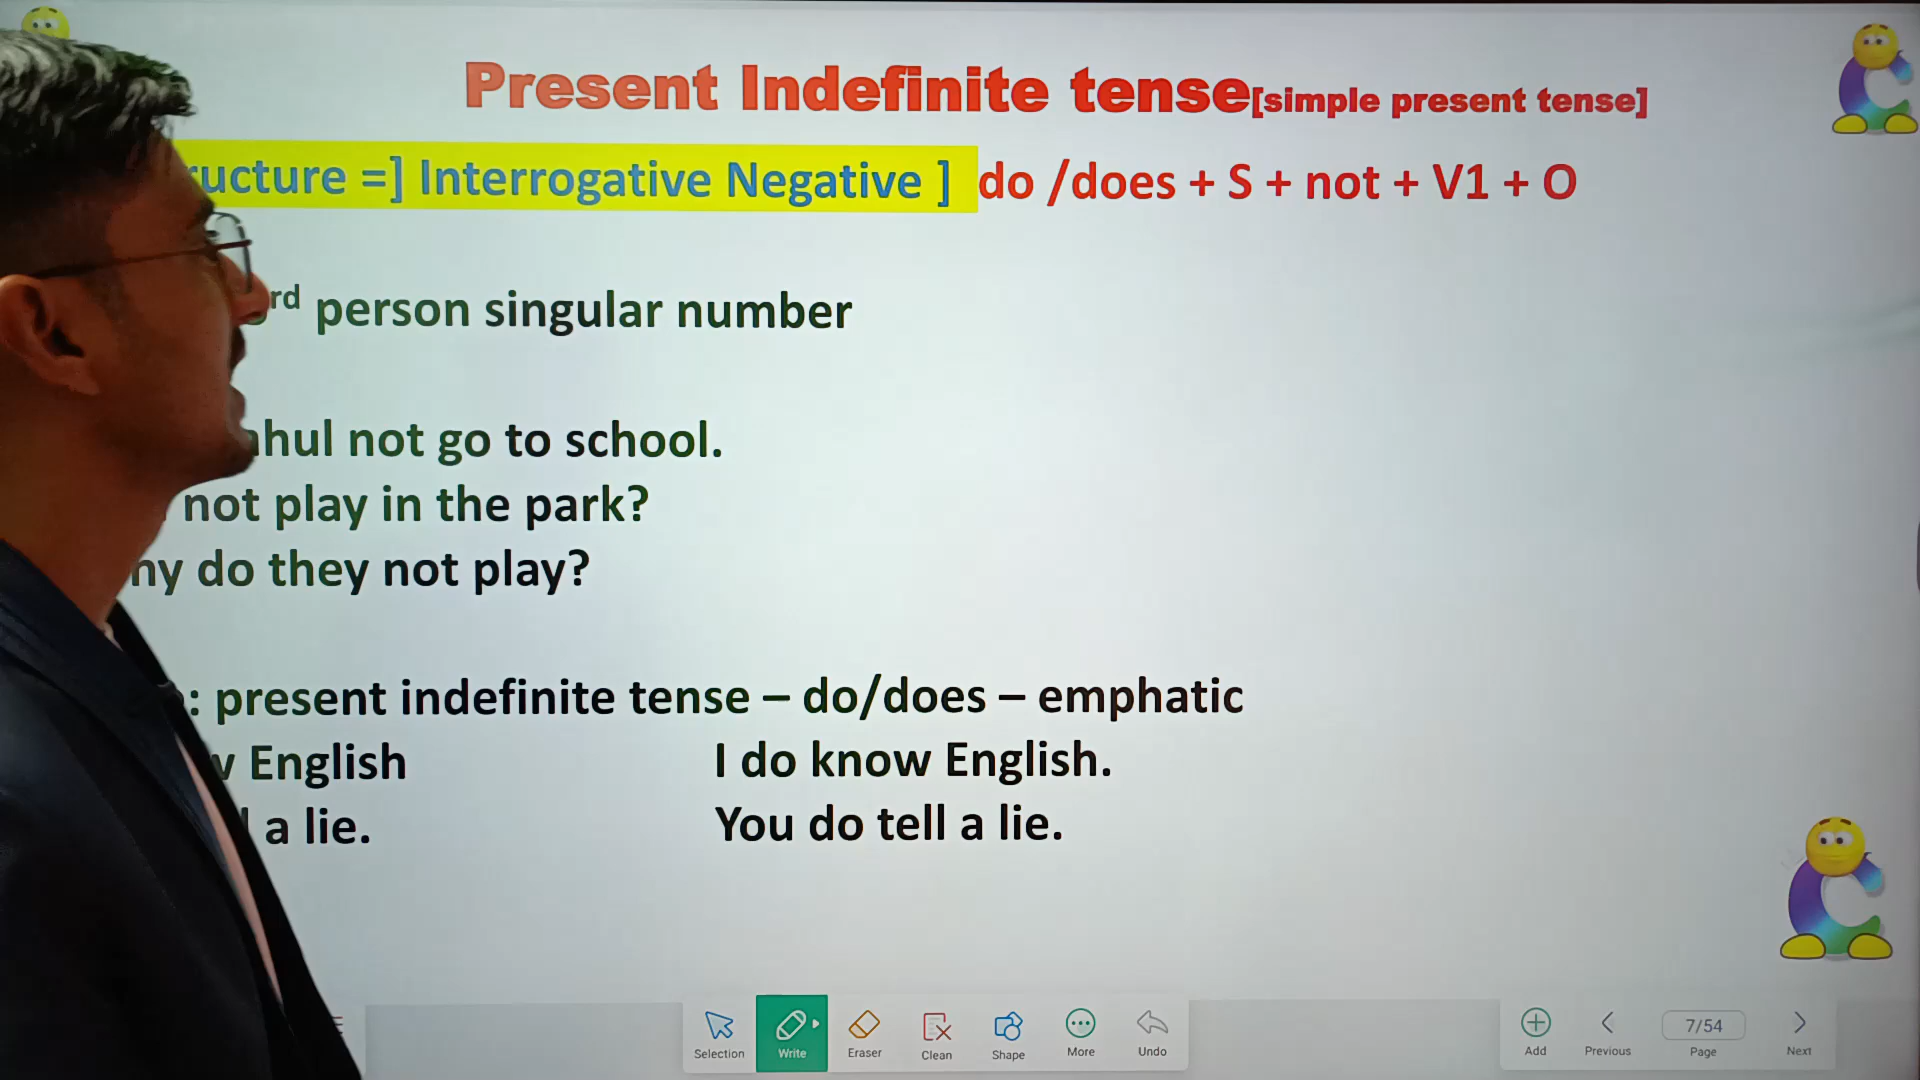 Present Indefinite tense[simple present tense]
=] Interrogative Negative ] do /does + S + not + V1 + O
rd person singular number
not go to school.
not play in the park?
do they not play?
: present indefinite tense – do/does – emphatic
English I do know English.
a lie. You do tell a lie.
Selection Write Eraser Clean Shape More Undo Add Previous 7/54 Page Next